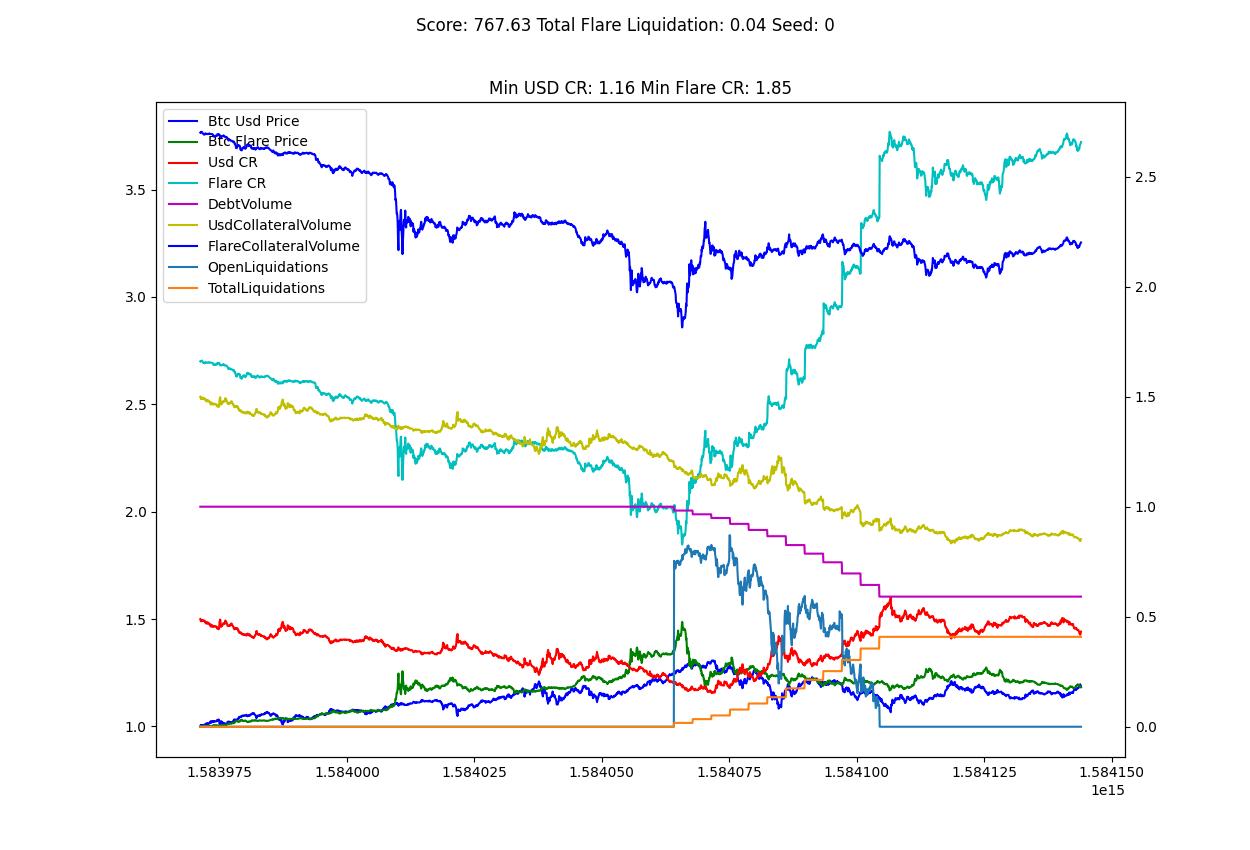 Score: 767.63 Total Flare Liquidation: 0.04 Seed: 0
Min USD CR: 1.16 Min Flare CR: 1.85
Btc Usd Price
Btc Flare Price
Usd CR
Flare CR
DebtVolume
UsdCollateralVolume
FlareCollateralVolume
OpenLiquidations
TotalLiquidations
3.5
3.0
2.5
2.0
1.5
1.0
2.5
2.0
1.5
1.0
0.5
0.0
1.583975 1.584000 1.584025 1.584050 1.584075 1.584100 1.584125 1.584150
1e15